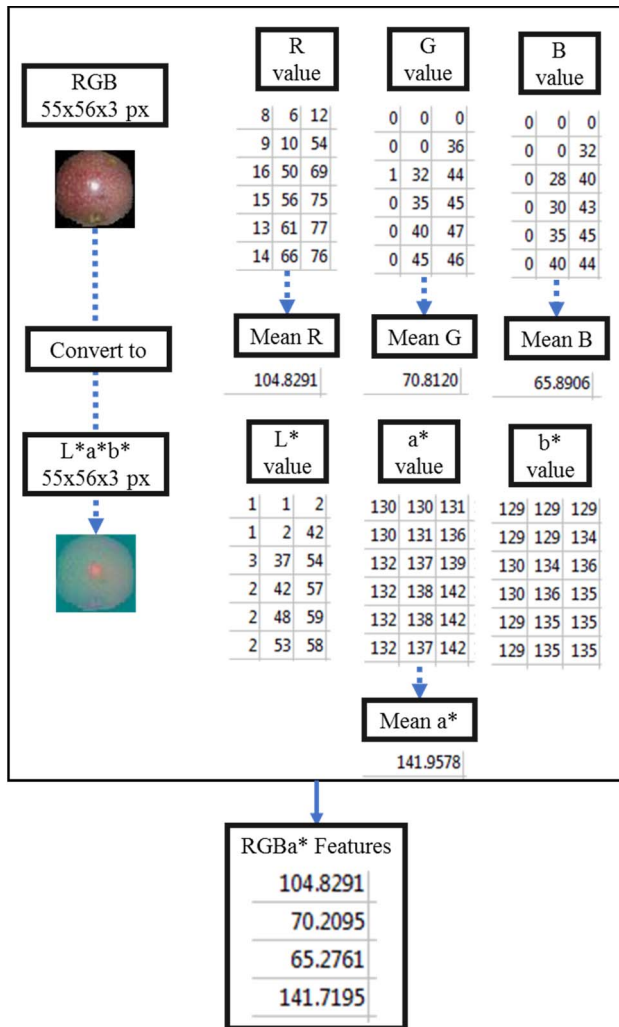 RGB
55x56x3 px
Convert to
L*a*b*
55x56x3 px
R
value
8 6 12
9 10 54
16 50 69
15 56 75
13 61 77
14 66 76
Mean R
104.8291
G
value
0 0 0
0 0 36
1 32 44
0 35 45
0 40 47
0 45 46
Mean G
70.8120
B
value
0 0 0
0 0 32
0 28 40
0 30 43
0 35 45
0 40 44
Mean B
65.8906
L*
value
1 1 2
1 2 42
3 37 54
2 42 57
2 48 59
2 53 58
a*
value
130 130 131
130 131 136
132 137 139
132 138 142
132 138 142
132 137 142
Mean a*
141.9578
b*
value
129 129 129
129 129 134
130 134 136
130 136 135
129 135 135
129 135 135
RGBa* Features
104.8291
70.2095
65.2761
141.7195